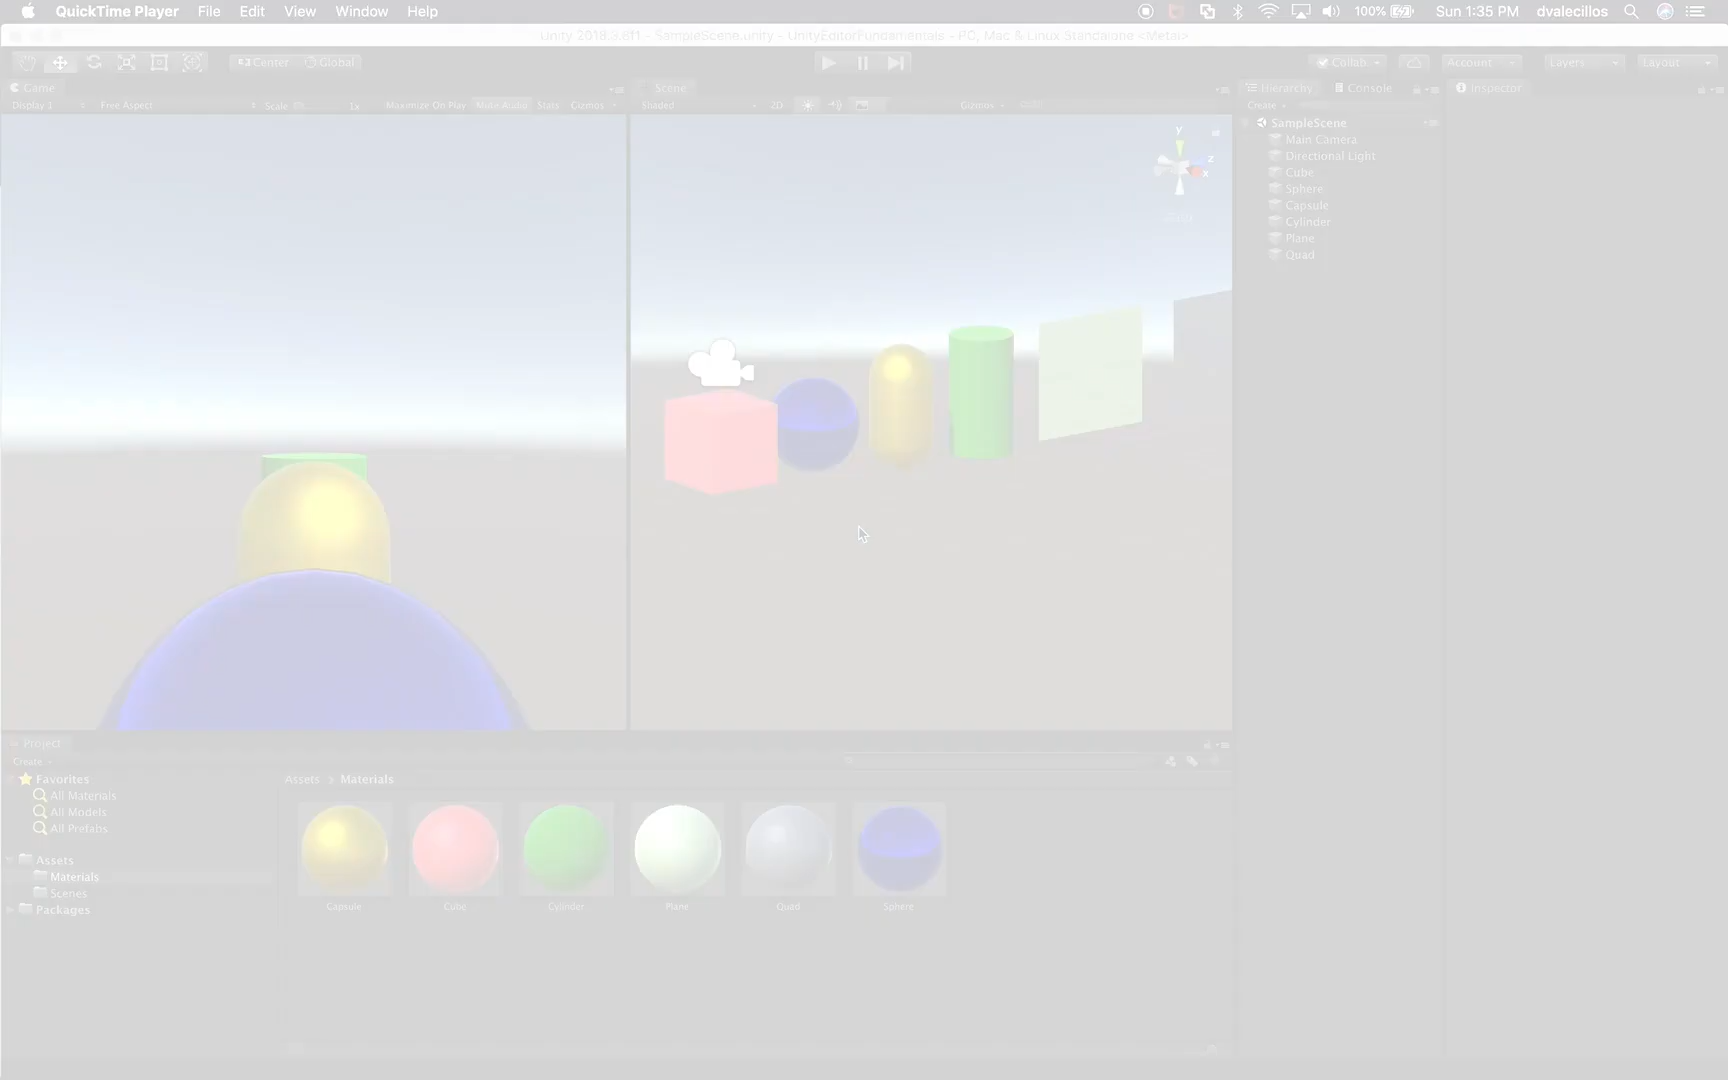 QuickTime Player File Edit View Window Help 100% Sun 1:35 PM dvalecillos
Unity 2018.3.8f1 - SampleScene.unity - UnityEditorFundamentals - PC, Mac & Linux Standalone <Metal>
Center Global Collab Account Layers Layout
Game Scene Hierarchy Console Inspector
Display 1 Free Aspect Scale 1x Maximize On Play Mute Audio Stats Gizmos Shaded 2D Gizmos Create
SampleScene
Main Camera
Directional Light
Cube
Sphere
Capsule
Cylinder
Plane
Quad
y
z
x
Project
Create
Favorites
All Materials
All Models
All Prefabs
Assets
Materials
Scenes
Packages
Assets > Materials
Capsule Cube Cylinder Plane Quad Sphere